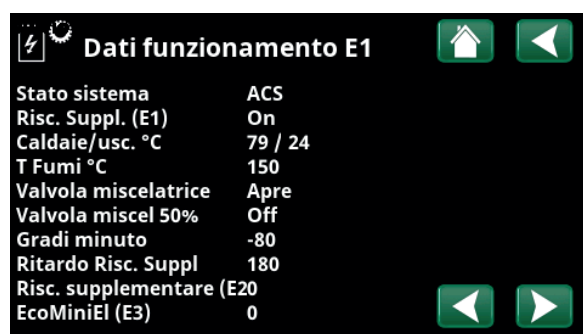 Dati funzionamento E1
Stato sistema ACS
Risc. Suppl. (E1) On
Caldaie/usc. °C 79 / 24
T Fumi °C 150
Valvola miscelatrice Apre
Valvola miscel 50% Off
Gradi minuto -80
Ritardo Risc. Suppl 180
Risc. supplementare (E20
EcoMiniEl (E3) 0